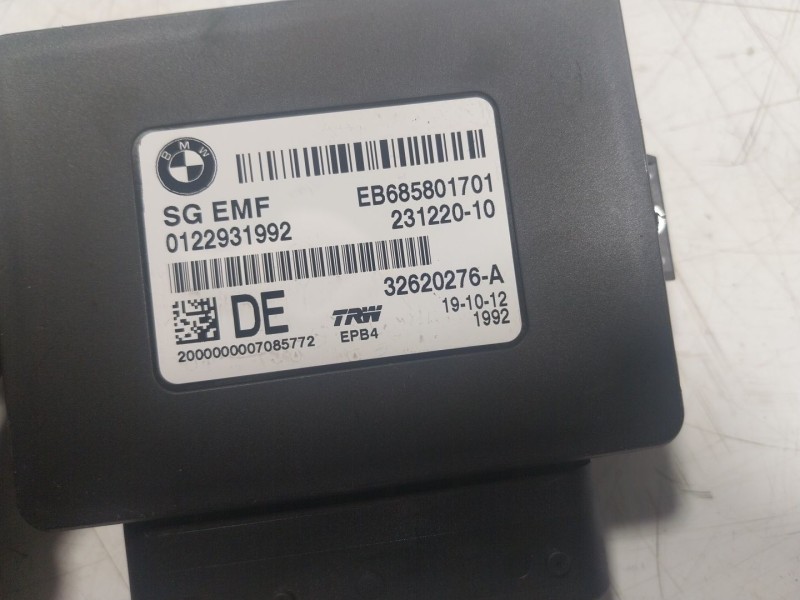 BMW
SG EMF
EB685801701
0122931992
231220-10
32620276-A
DE
TRW
19-10-12
2000000007085772
EPB4
1992